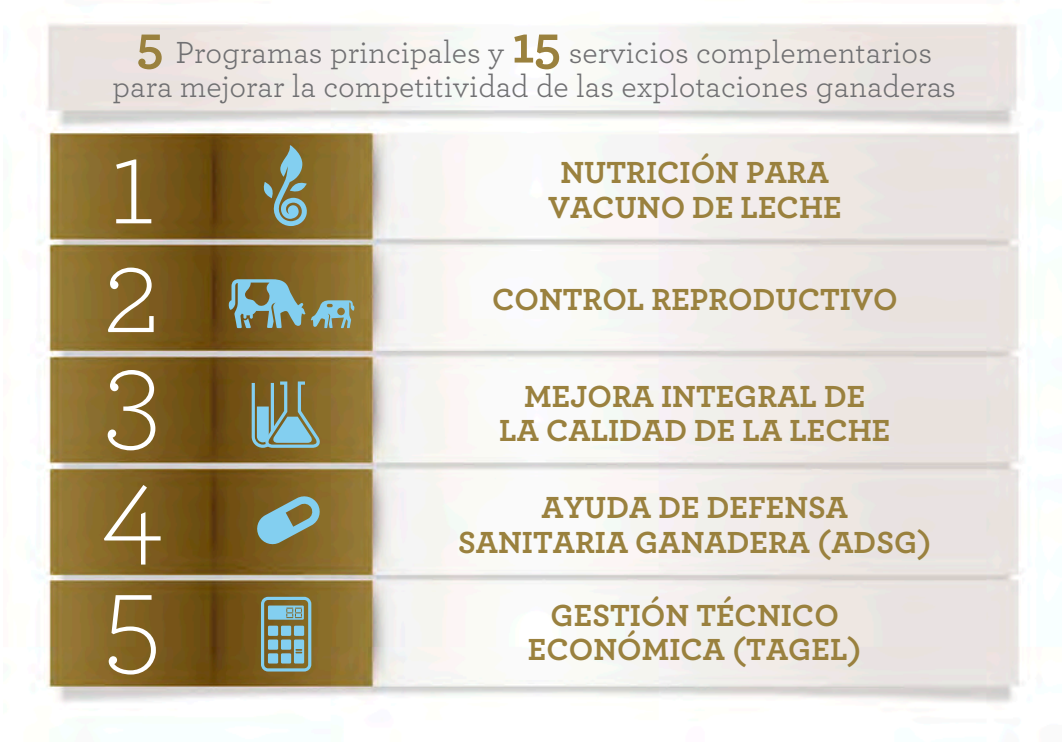 5 Programas principales y 15 servicios complementarios
para mejorar la competitividad de las explotaciones ganaderas
1
NUTRICIÓN PARA
VACUNO DE LECHE
2
CONTROL REPRODUCTIVO
3
MEJORA INTEGRAL DE
LA CALIDAD DE LA LECHE
4
AYUDA DE DEFENSA
SANITARIA GANADERA (ADSG)
5
88
GESTIÓN TÉCNICO
ECONÓMICA (TAGEL)